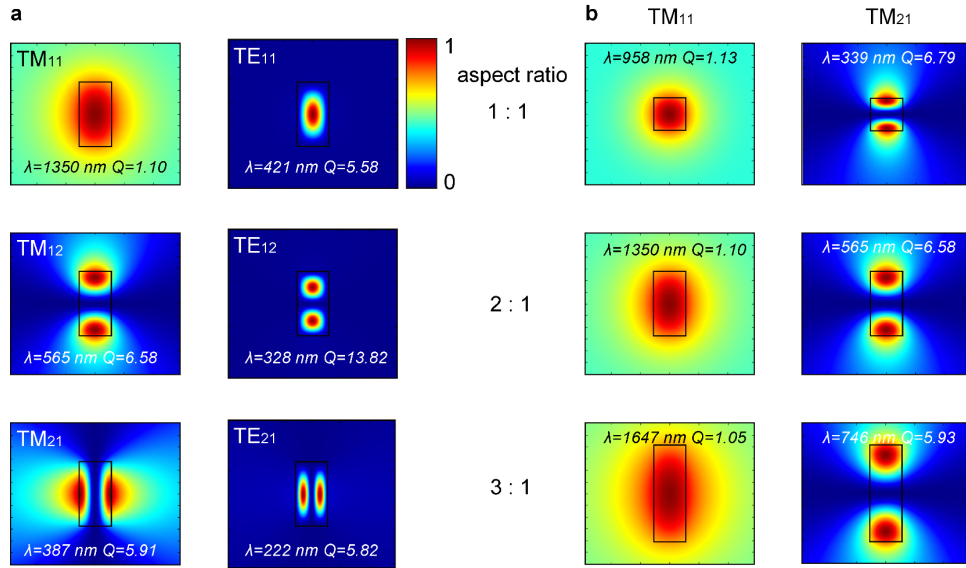 a
TM11
λ=1350 nm Q=1.10
TE11
λ=421 nm Q=5.58
1
0
TM12
λ=565 nm Q=6.58
TE12
λ=328 nm Q=13.82
TM21
λ=387 nm Q=5.91
TE21
λ=222 nm Q=5.82
b
TM11
TM21
aspect ratio
1 : 1
λ=958 nm Q=1.13
λ=339 nm Q=6.79
2 : 1
λ=1350 nm Q=1.10
λ=565 nm Q=6.58
3 : 1
λ=1647 nm Q=1.05
λ=746 nm Q=5.93